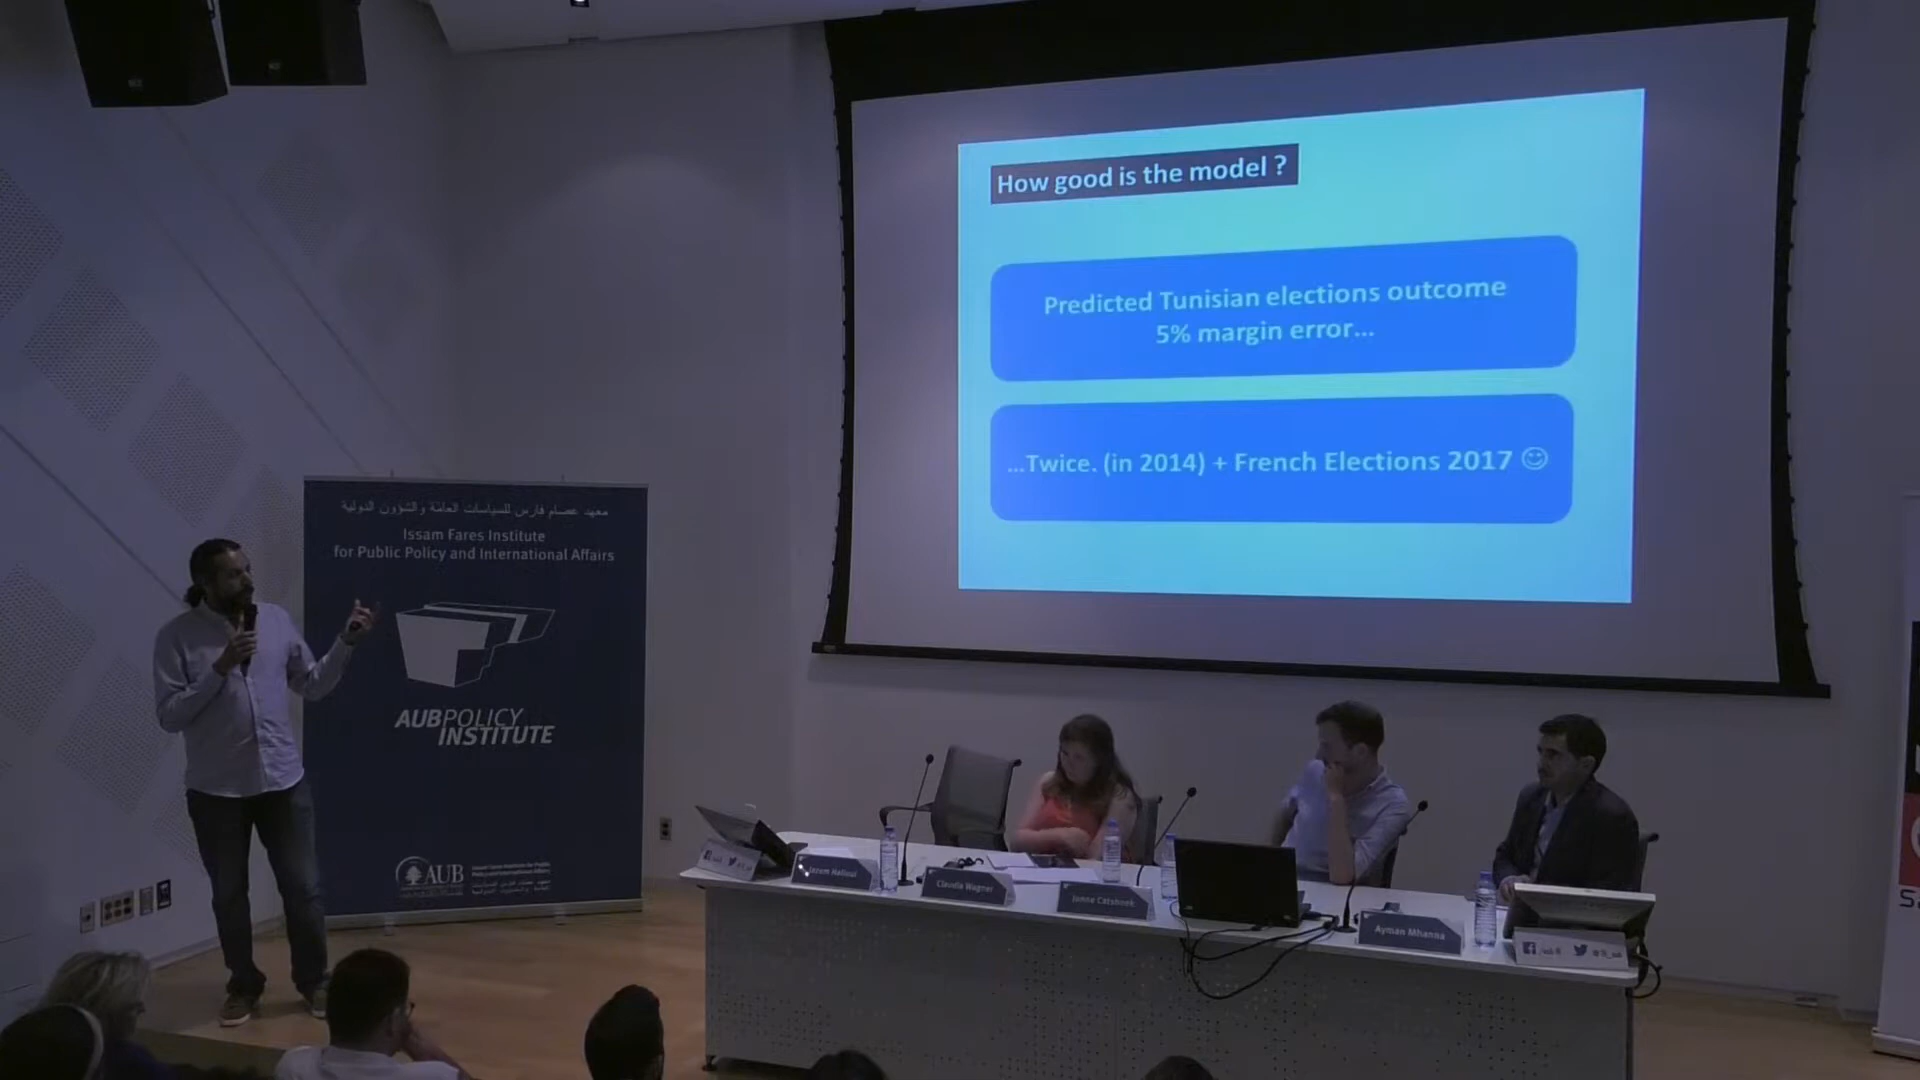 How good is the model ?
Predicted Tunisian elections outcome
5% margin error...
...Twice. (in 2014) + French Elections 2017 ☺
معهد عصام فارس للسياسات العامة والشؤون الدولية
Issam Fares Institute
for Public Policy and International Affairs
AUBPOLICY
INSTITUTE
AUB
Claudia Wagner
Ayman Mhanna